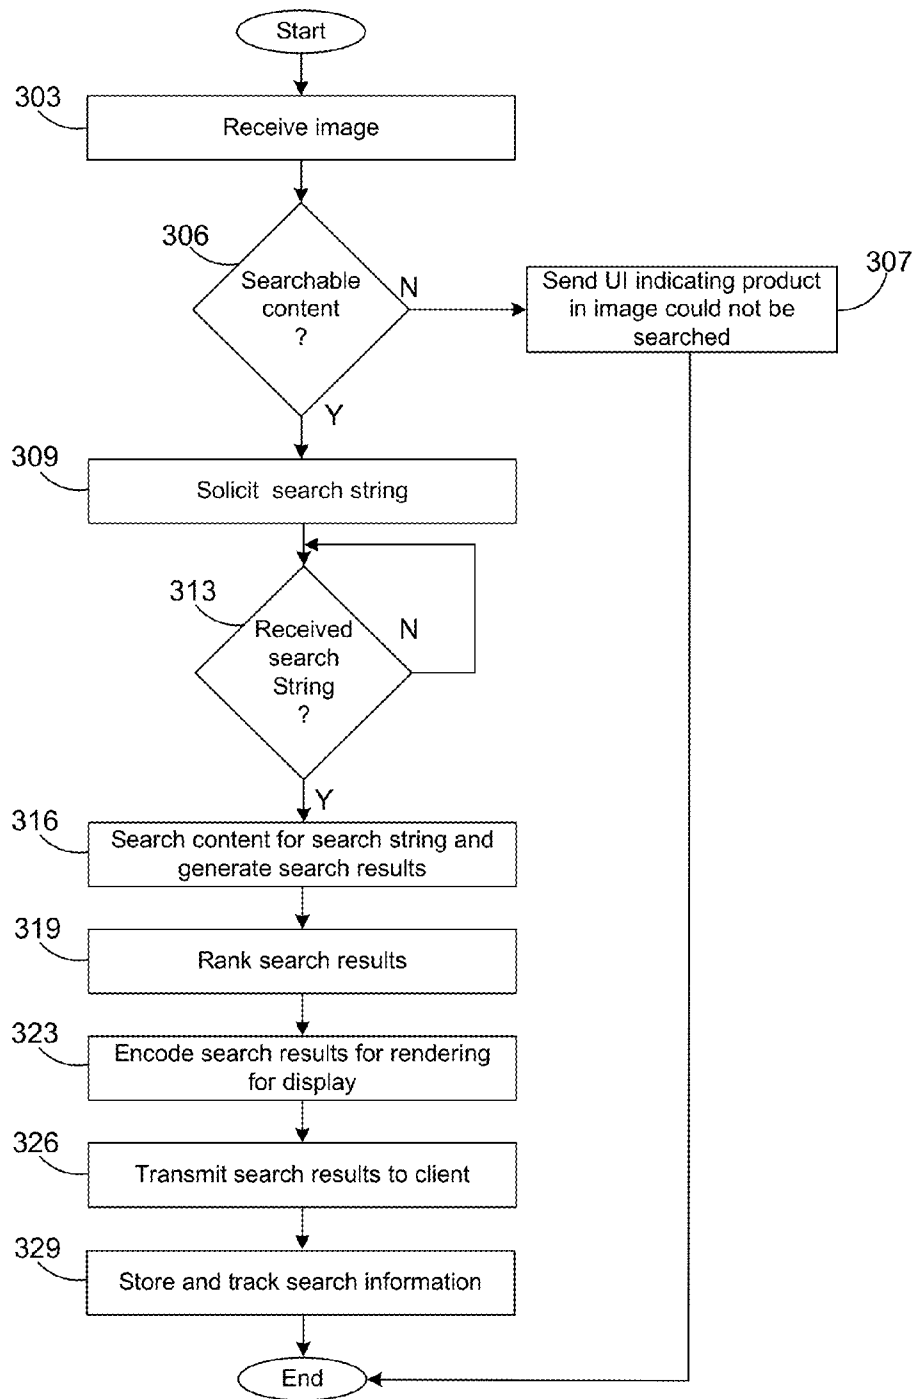 Start
303
Receive image
306
Searchable
content
?
N
307
Send UI indicating product
in image could not be
searched
Y
309
Solicit search string
313
Received
search
String
?
N
Y
316
Search content for search string and
generate search results
319
Rank search results
323
Encode search results for rendering
for display
326
Transmit search results to client
329
Store and track search information
End